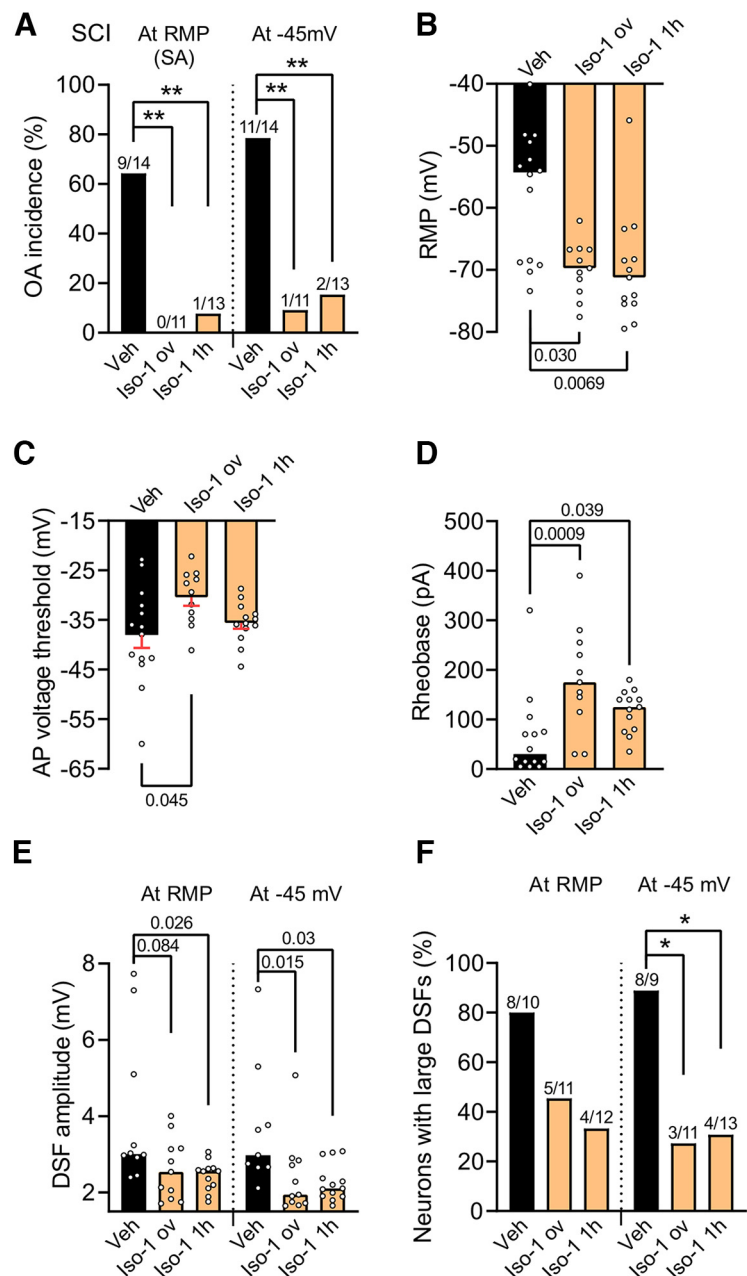 A
SCI
At RMP
(SA)
At -45mV
OA incidence (%)
100
80
60
40
20
0
**
**
**
**
9/14
0/11
1/13
11/14
1/11
2/13
Veh
Iso-1 ov
Iso-1 1h
Veh
Iso-1 ov
Iso-1 1h
B
Veh
Iso-1 ov
Iso-1 1h
RMP (mV)
-40
-50
-60
-70
-80
0.030
0.0069
C
Veh
Iso-1 ov
Iso-1 1h
AP voltage threshold (mV)
-15
-25
-35
-45
-55
-65
0.045
D
Rheobase (pA)
500
400
300
200
100
0
0.039
0.0009
Veh
Iso-1 ov
Iso-1 1h
E
At RMP
At -45 mV
DSF amplitude (mV)
8
6
4
2
0.026
0.084
0.03
0.015
Veh
Iso-1 ov
Iso-1 1h
Veh
Iso-1 ov
Iso-1 1h
F
At RMP
At -45 mV
Neurons with large DSFs (%)
100
80
60
40
20
0
*
*
8/10
5/11
4/12
8/9
3/11
4/13
Veh
Iso-1 ov
Iso-1 1h
Veh
Iso-1 ov
Iso-1 1h